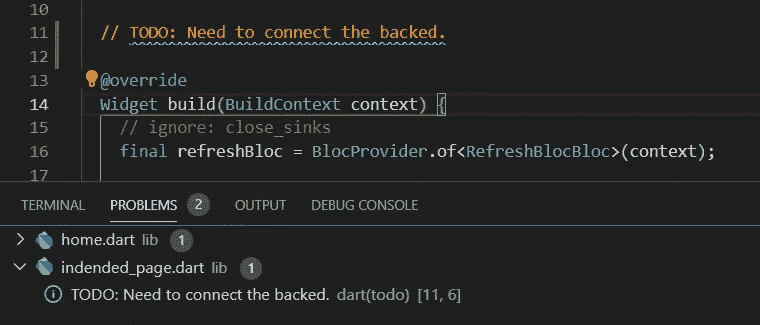 10
11 // TODO: Need to connect the backed.
12
13 @override
14 Widget build(BuildContext context) {
15 // ignore: close_sinks
16 final refreshBloc = BlocProvider.of<RefreshBlocBloc>(context);
17
TERMINAL PROBLEMS 2 OUTPUT DEBUG CONSOLE
home.dart lib 1
indended_page.dart lib 1
TODO: Need to connect the backed. dart(todo) [11, 6]